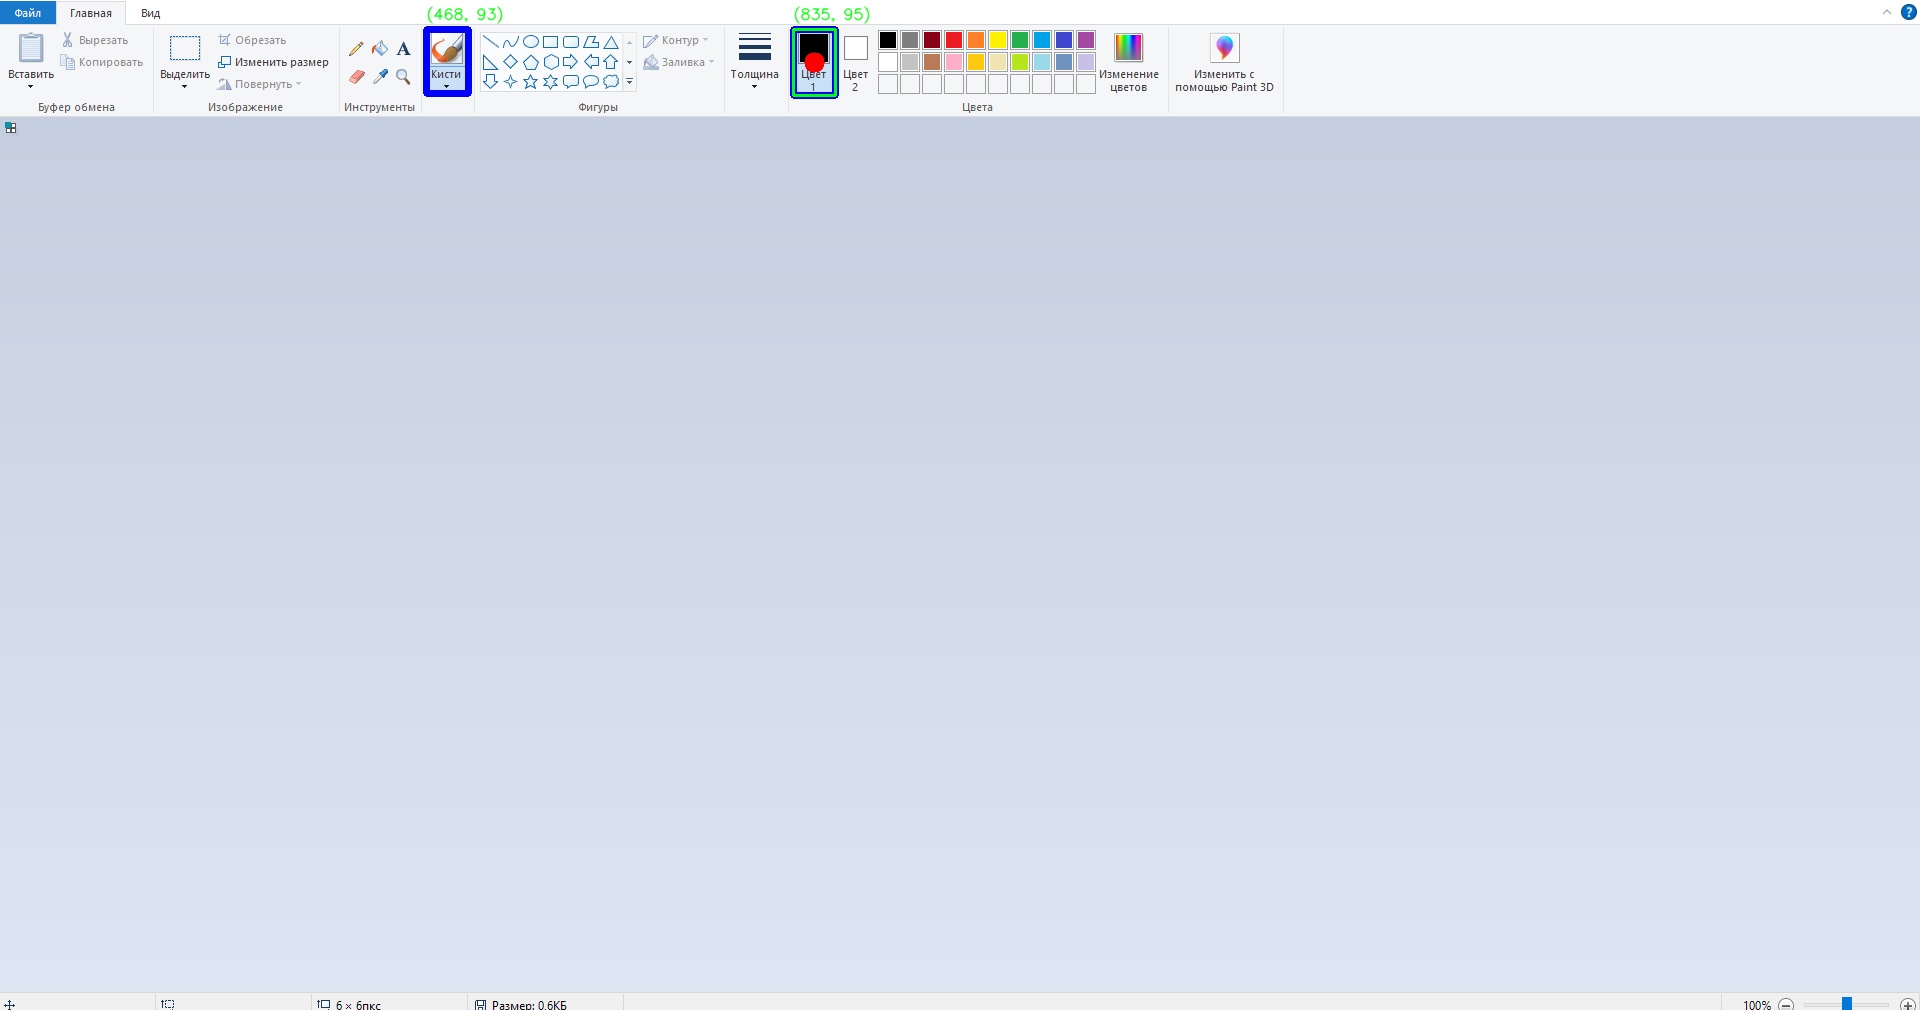 Файл Главная Вид (468, 93) (835, 95)
Вставить
Вырезать
Копировать
Буфер обмена
Выделить
Обрезать
Изменить размер
Повернуть
Изображение
A
Инструменты
Кисти
Фигуры
Контур
Заливка
Толщина
Цвет
1
Цвет
2
Изменение
цветов
Цвета
Изменить с
помощью Paint 3D
?
6 × 6пкс
Размер: 0,6КБ
100%